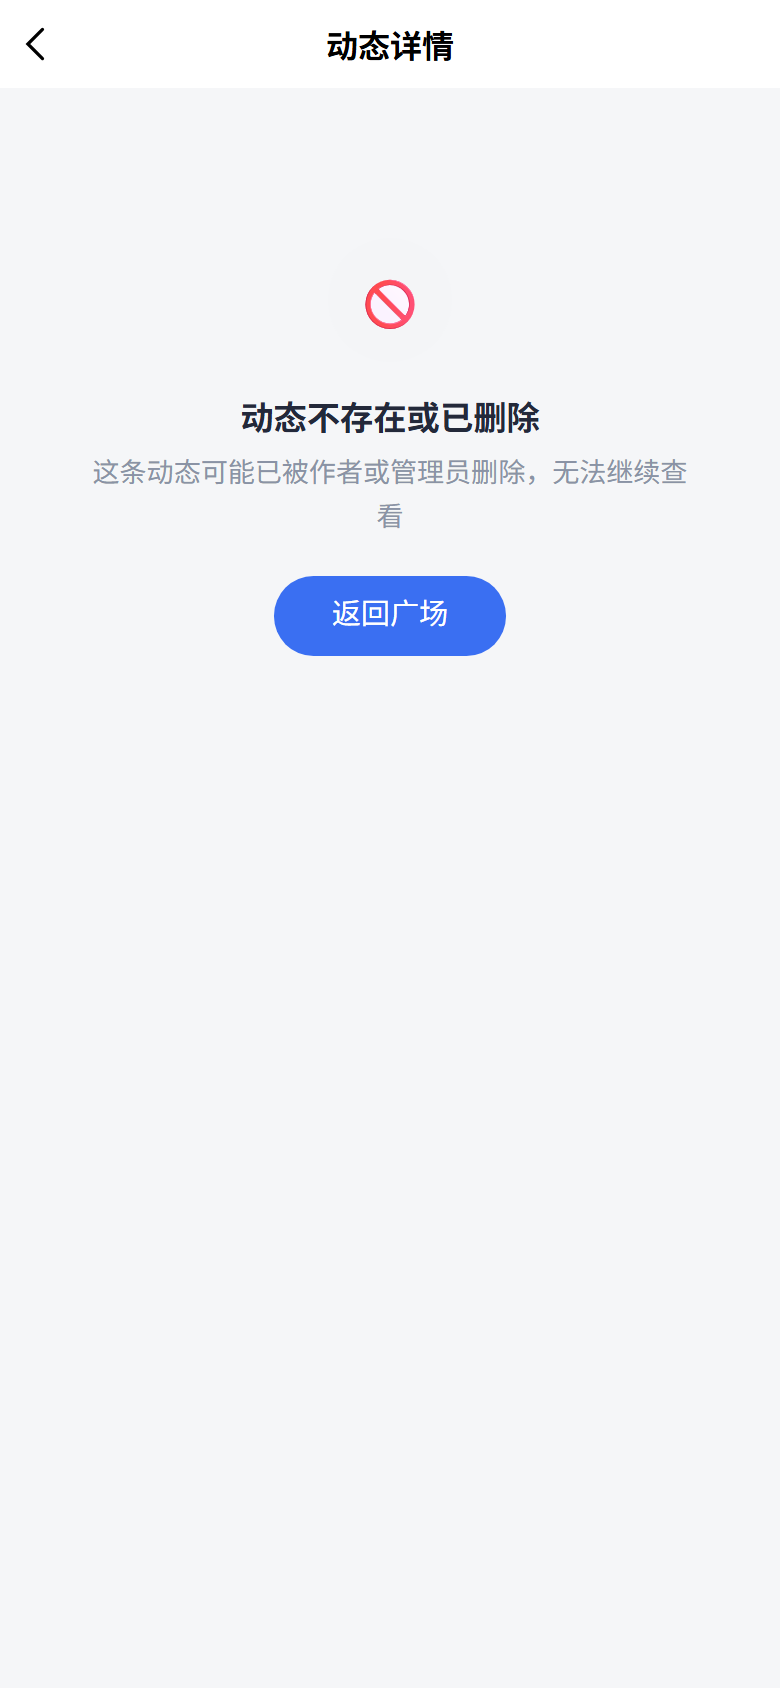 动态详情
动态不存在或已删除
这条动态可能已被作者或管理员删除，无法继续查
看
返回广场